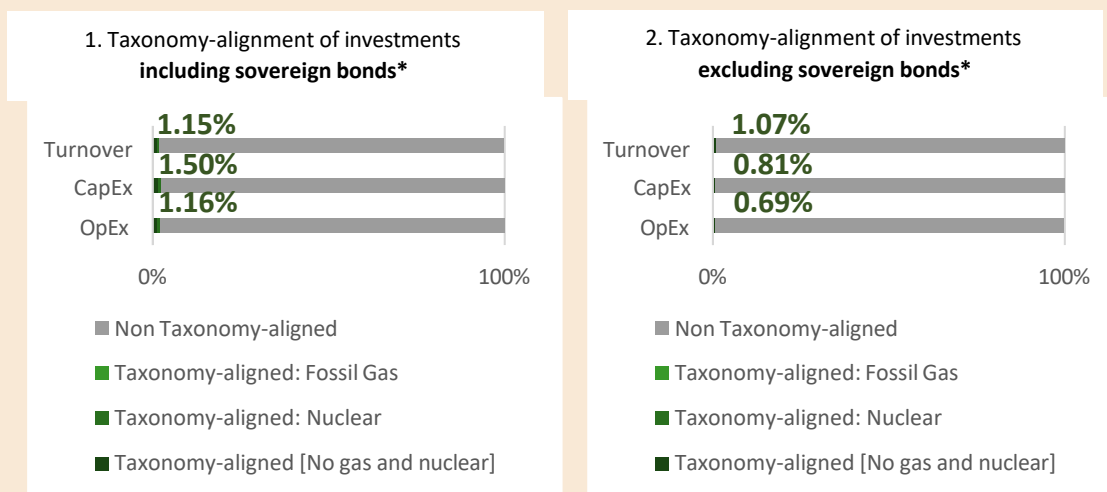 1. Taxonomy-alignment of investments
including sovereign bonds*
1.15%
Turnover
1.50%
CapEx
1.16%
OpEx
0%
100%
Non Taxonomy-aligned
Taxonomy-aligned: Fossil Gas
Taxonomy-aligned: Nuclear
Taxonomy-aligned [No gas and nuclear]
2. Taxonomy-alignment of investments
excluding sovereign bonds*
1.07%
Turnover
0.81%
CapEx
0.69%
OpEx
0%
100%
Non Taxonomy-aligned
Taxonomy-aligned: Fossil Gas
Taxonomy-aligned: Nuclear
Taxonomy-aligned [No gas and nuclear]